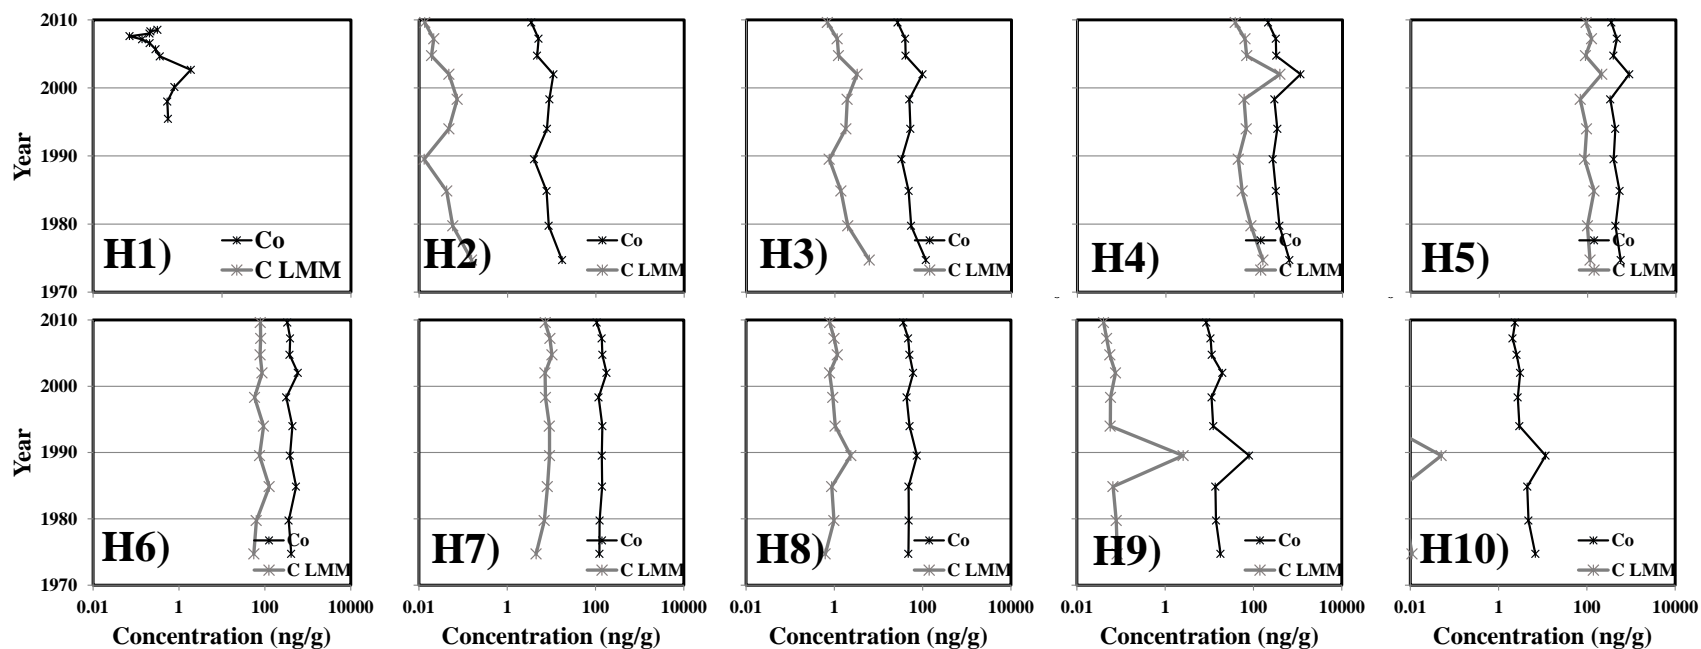 2010
2000
1990
1980
1970
Year
H1)
Co
C LMM
H2)
Co
C LMM
H3)
Co
C LMM
H4)
Co
C LMM
H5)
Co
C LMM
2010
2000
1990
1980
1970
Year
H6)
Co
C LMM
H7)
Co
C LMM
H8)
Co
C LMM
H9)
Co
C LMM
H10)
Co
C LMM
0.01 1 100 10000
0.01 1 100 10000
0.01 1 100 10000
0.01 1 100 10000
0.01 1 100 10000
Concentration (ng/g)
Concentration (ng/g)
Concentration (ng/g)
Concentration (ng/g)
Concentration (ng/g)